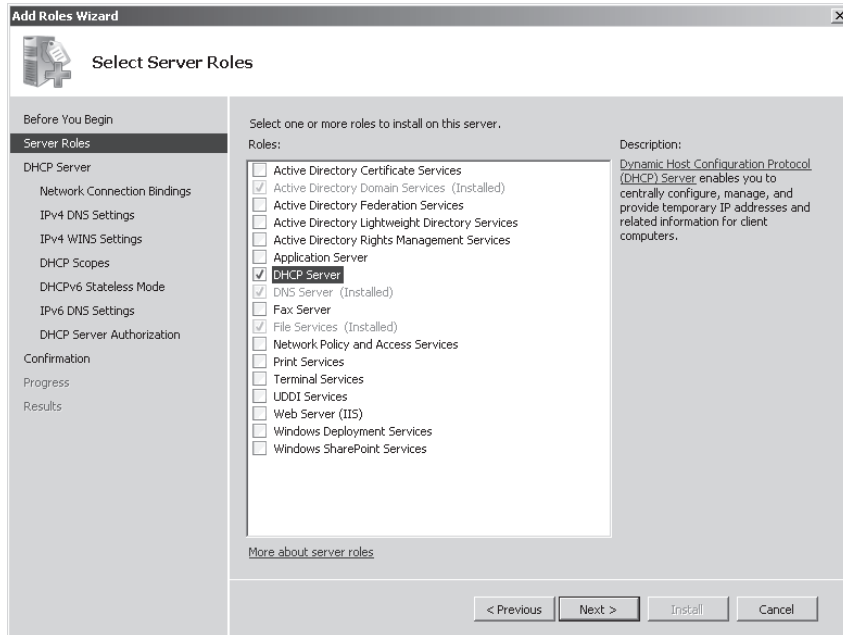 Add Roles Wizard
Select Server Roles
Before You Begin
Server Roles
DHCP Server
Network Connection Bindings
IPv4 DNS Settings
IPv4 WINS Settings
DHCP Scopes
DHCPv6 Stateless Mode
IPv6 DNS Settings
DHCP Server Authorization
Confirmation
Progress
Results
Select one or more roles to install on this server.
Roles:
Active Directory Certificate Services
Active Directory Domain Services (Installed)
Active Directory Federation Services
Active Directory Lightweight Directory Services
Active Directory Rights Management Services
Application Server
DHCP Server
DNS Server (Installed)
Fax Server
File Services (Installed)
Network Policy and Access Services
Print Services
Terminal Services
UDDI Services
Web Server (IIS)
Windows Deployment Services
Windows SharePoint Services
More about server roles
Description:
Dynamic Host Configuration Protocol
(DHCP) Server enables you to
centrally configure, manage, and
provide temporary IP addresses and
related information for client
computers.
< Previous
Next >
Install
Cancel